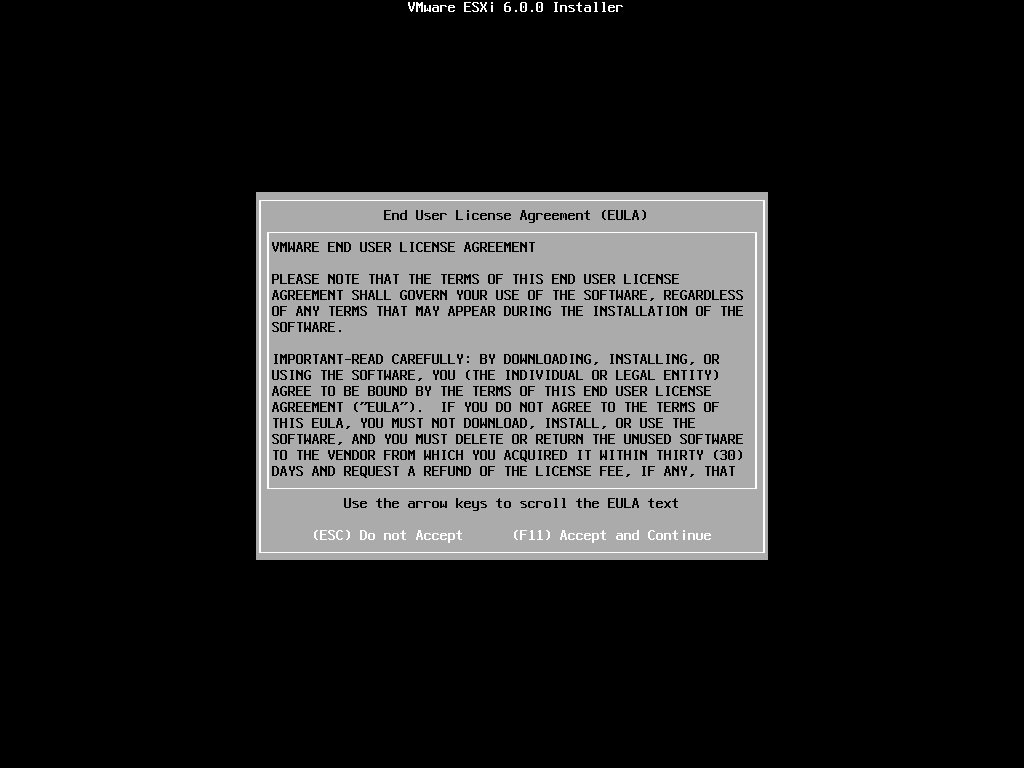 VMware ESXi 6.0.0 Installer
End User License Agreement (EULA)
VMWARE END USER LICENSE AGREEMENT
PLEASE NOTE THAT THE TERMS OF THIS END USER LICENSE
AGREEMENT SHALL GOVERN YOUR USE OF THE SOFTWARE, REGARDLESS
OF ANY TERMS THAT MAY APPEAR DURING THE INSTALLATION OF THE
SOFTWARE.
IMPORTANT-READ CAREFULLY: BY DOWNLOADING, INSTALLING, OR
USING THE SOFTWARE, YOU (THE INDIVIDUAL OR LEGAL ENTITY)
AGREE TO BE BOUND BY THE TERMS OF THIS END USER LICENSE
AGREEMENT ("EULA").  IF YOU DO NOT AGREE TO THE TERMS OF
THIS EULA, YOU MUST NOT DOWNLOAD, INSTALL, OR USE THE
SOFTWARE, AND YOU MUST DELETE OR RETURN THE UNUSED SOFTWARE
TO THE VENDOR FROM WHICH YOU ACQUIRED IT WITHIN THIRTY (30)
DAYS AND REQUEST A REFUND OF THE LICENSE FEE, IF ANY, THAT
Use the arrow keys to scroll the EULA text
(ESC) Do not Accept      (F11) Accept and Continue